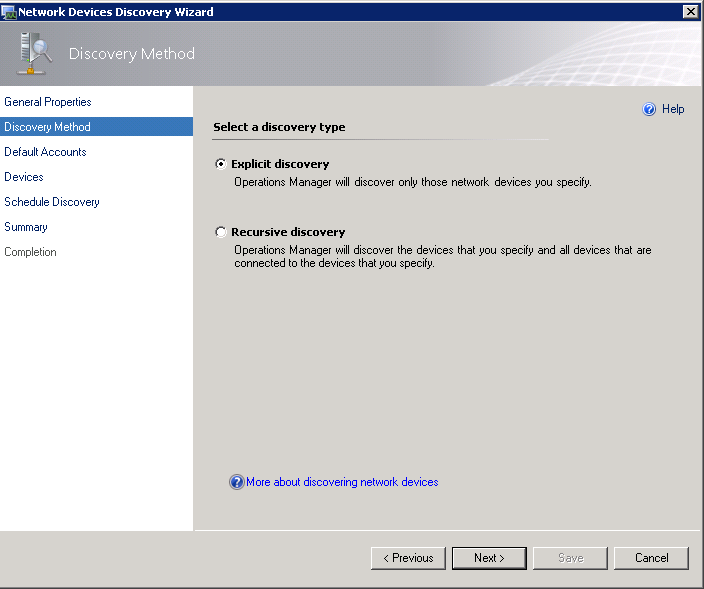 Network Devices Discovery Wizard
Discovery Method
General Properties
Discovery Method
Default Accounts
Devices
Schedule Discovery
Summary
Completion
Help
Select a discovery type
Explicit discovery
Operations Manager will discover only those network devices you specify.
Recursive discovery
Operations Manager will discover the devices that you specify and all devices that are
connected to the devices that you specify.
More about discovering network devices
< Previous
Next >
Save
Cancel